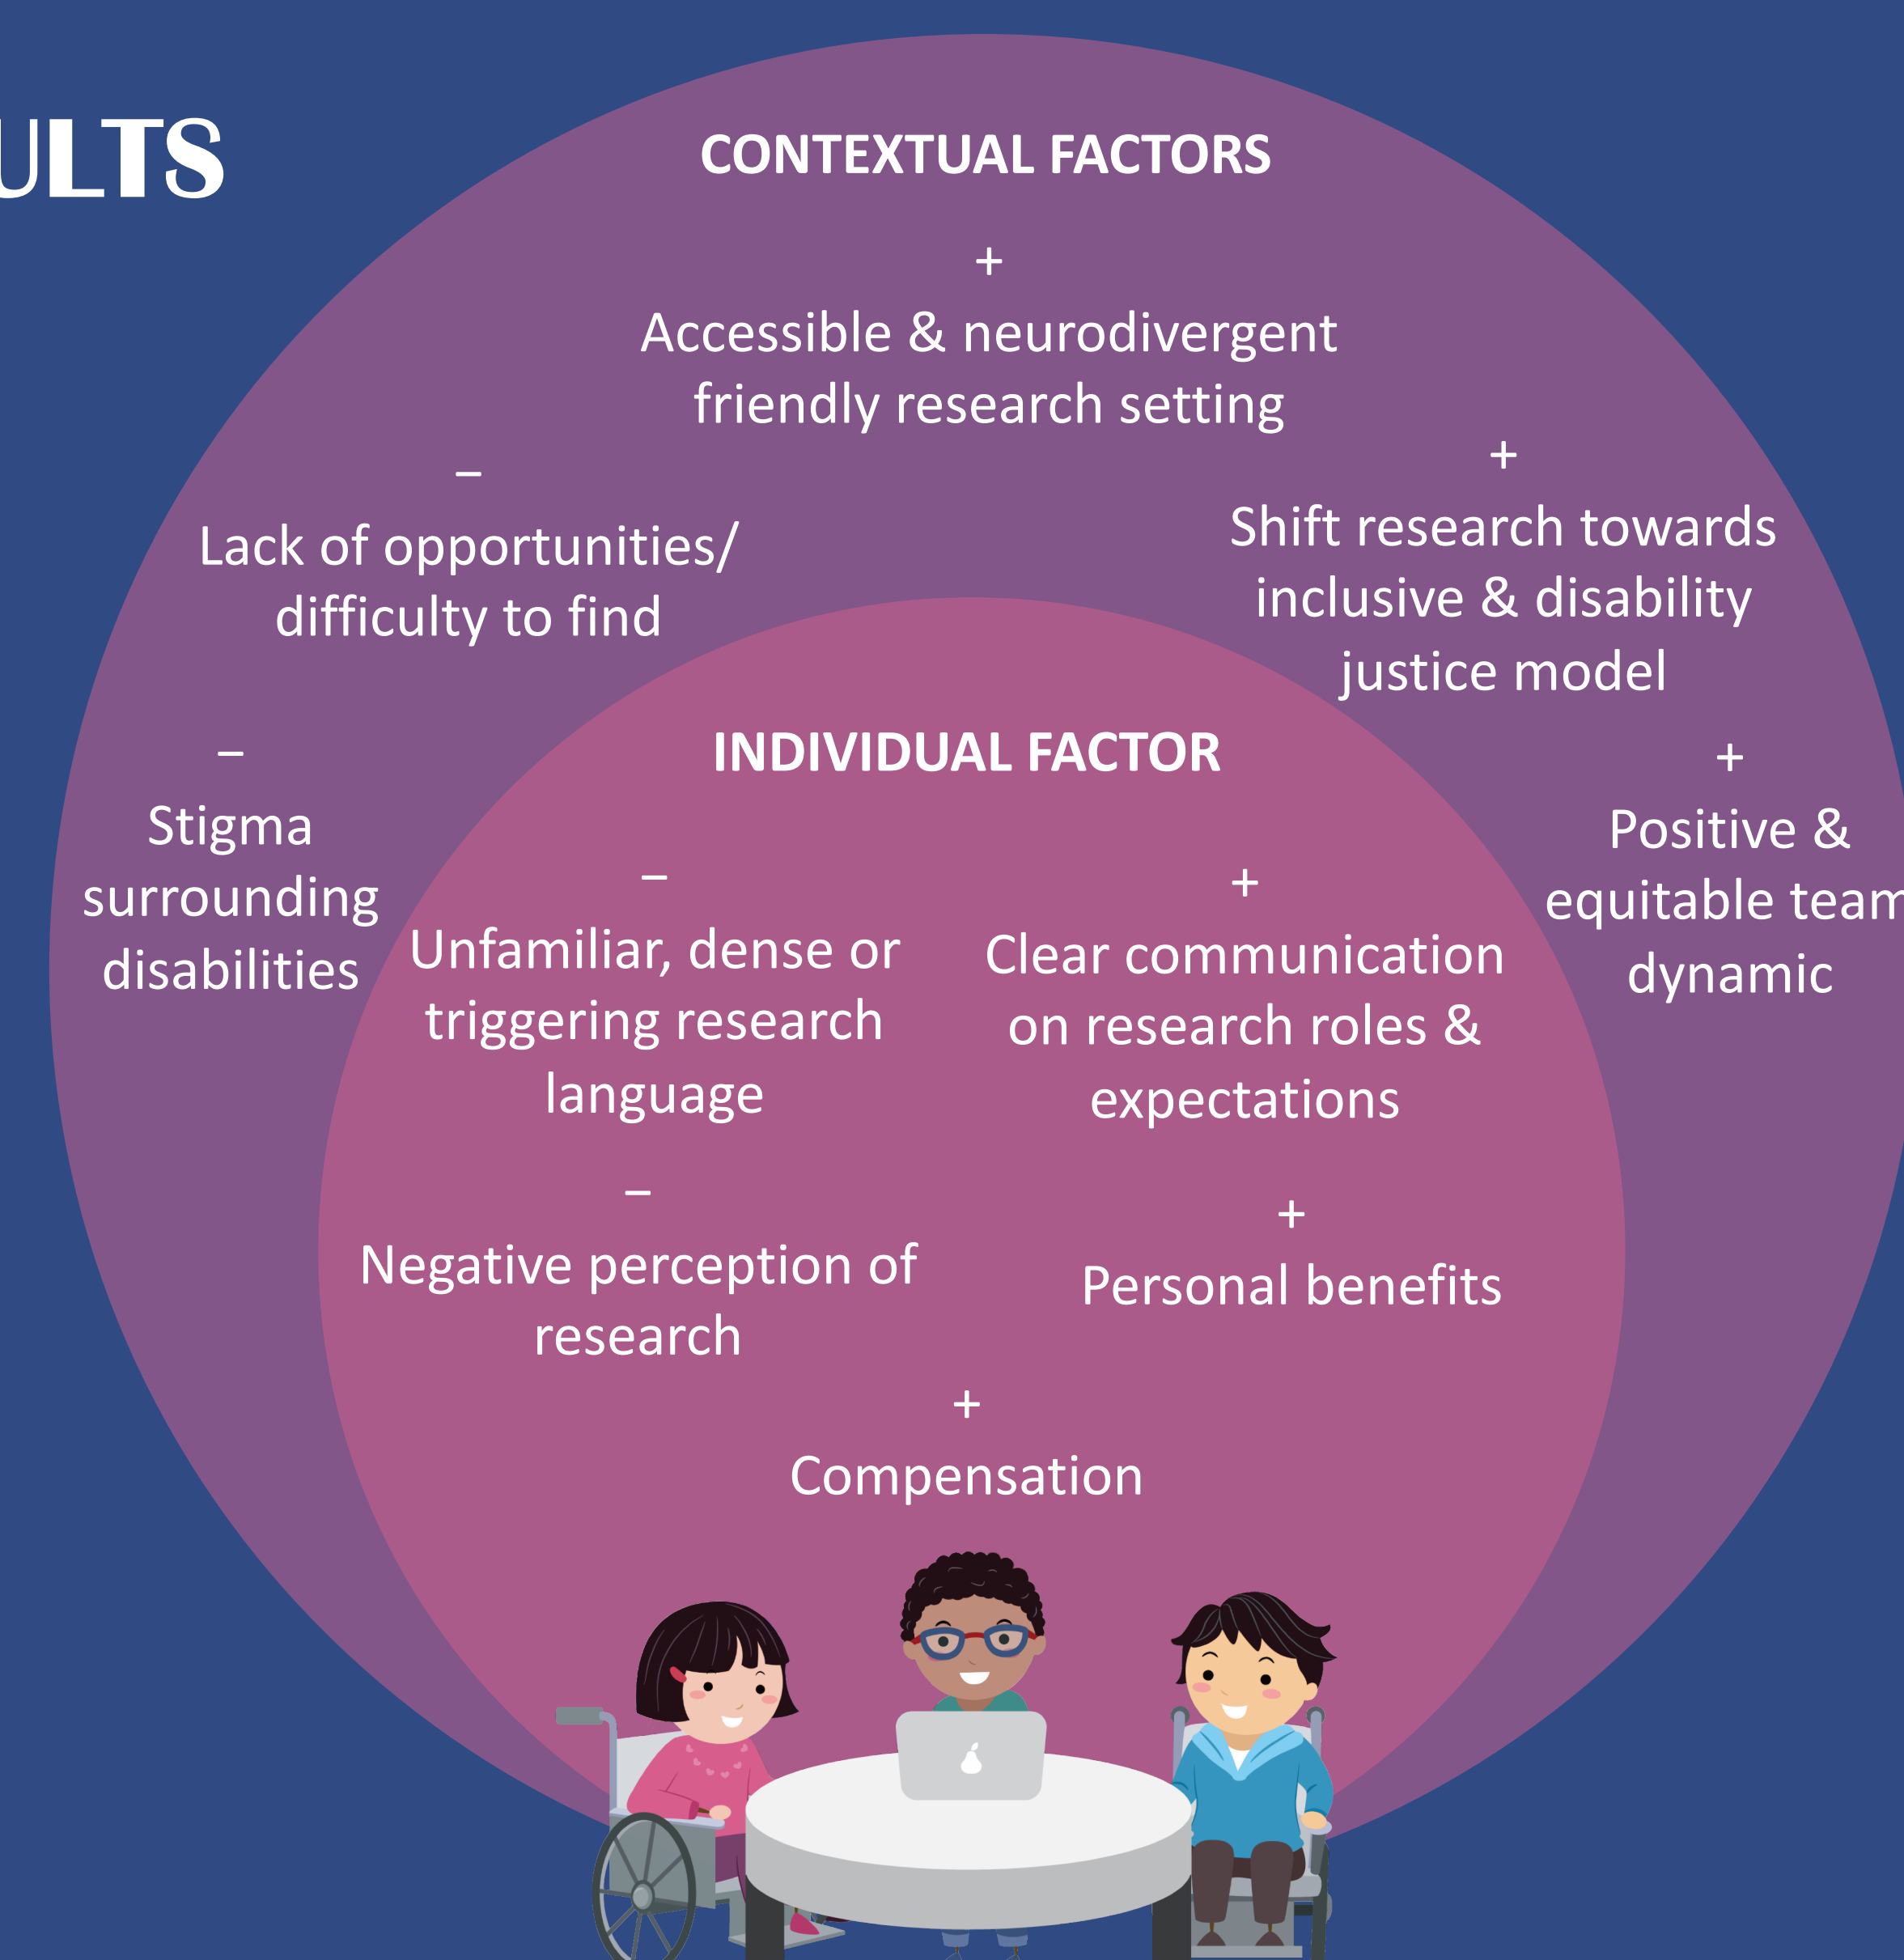 ULTS
CONTEXTUAL FACTORS
+
Accessible & neurodivergent
friendly research setting
–
Lack of opportunities/
difficulty to find
+
Shift research towards
inclusive & disability
justice model
–
Stigma
surrounding
disabilities
+
Positive &
equitable team
dynamic
INDIVIDUAL FACTOR
–
Unfamiliar, dense or
triggering research
language
+
Clear communication
on research roles &
expectations
–
Negative perception of
research
+
Personal benefits
+
Compensation